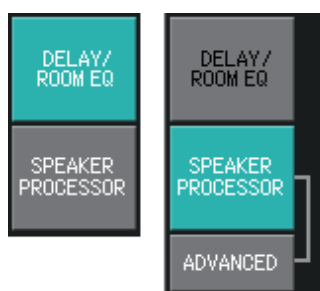 DELAY/
ROOM EQ
SPEAKER
PROCESSOR
DELAY/
ROOM EQ
SPEAKER
PROCESSOR
ADVANCED